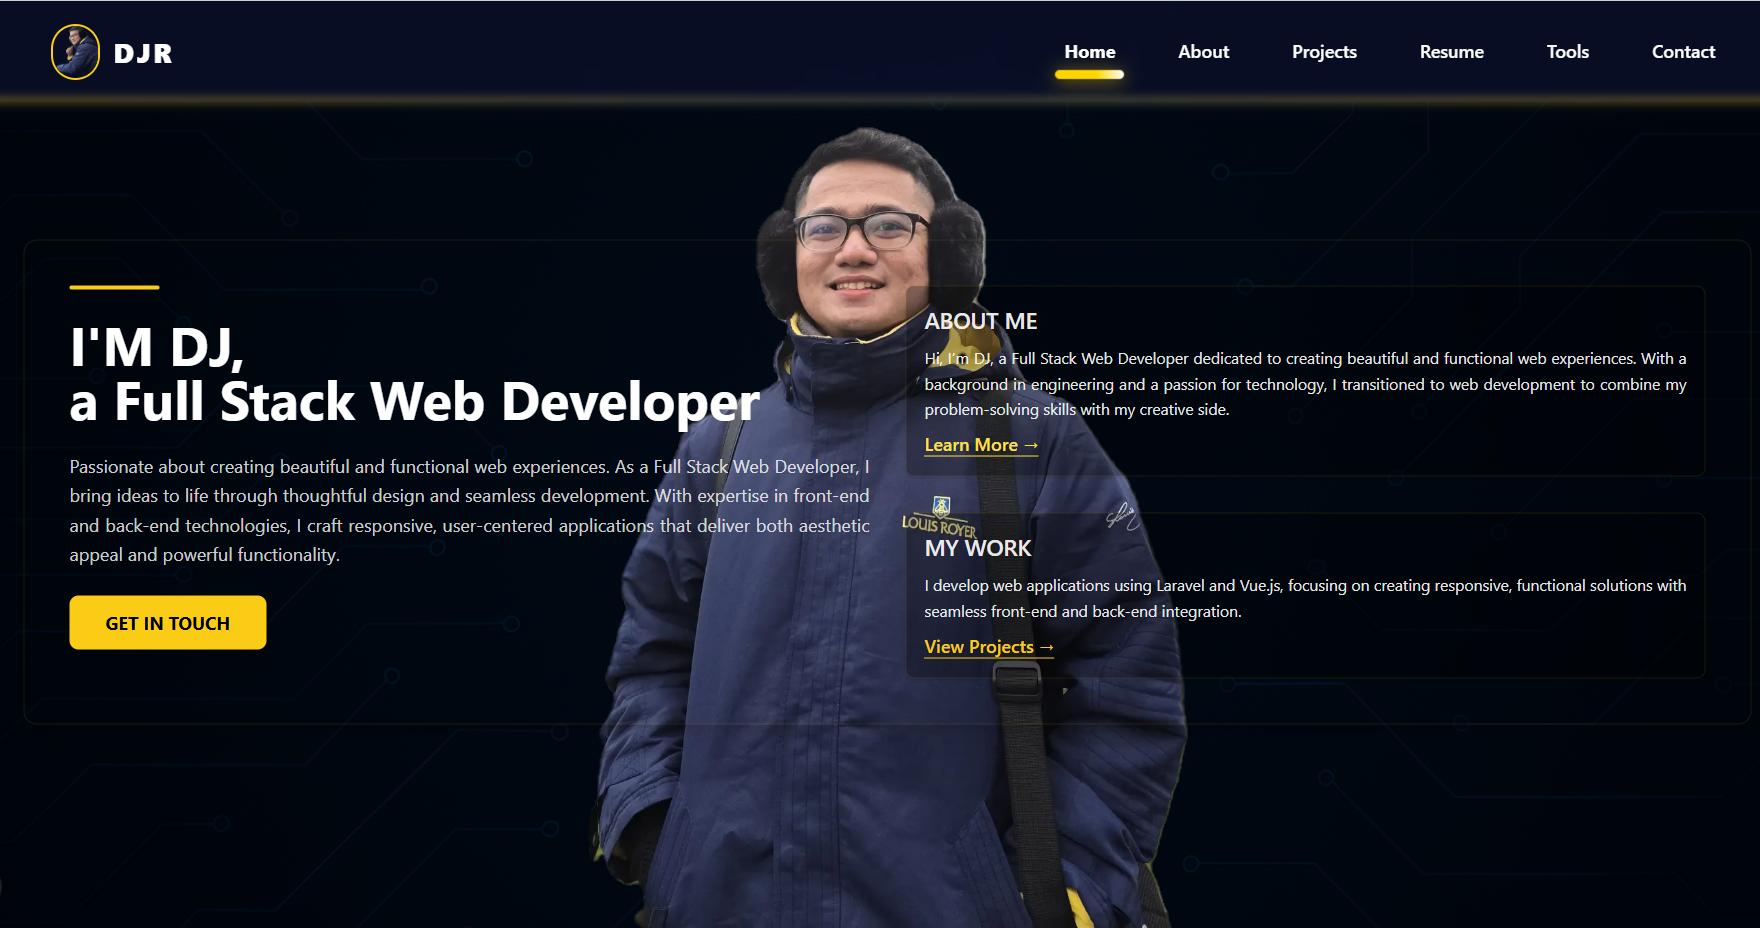 DJR
Home
About
Projects
Resume
Tools
Contact
I'M DJ,
a Full Stack Web Developer
Passionate about creating beautiful and functional web experiences. As a Full Stack Web Developer, I
bring ideas to life through thoughtful design and seamless development. With expertise in front-end
and back-end technologies, I craft responsive, user-centered applications that deliver both aesthetic
appeal and powerful functionality.
GET IN TOUCH
ABOUT ME
Hi, I'm DJ, a Full Stack Web Developer dedicated to creating beautiful and functional web experiences. With a
background in engineering and a passion for technology, I transitioned to web development to combine my
problem-solving skills with my creative side.
Learn More →
LOUIS ROYER
MY WORK
I develop web applications using Laravel and Vue.js, focusing on creating responsive, functional solutions with
seamless front-end and back-end integration.
View Projects →